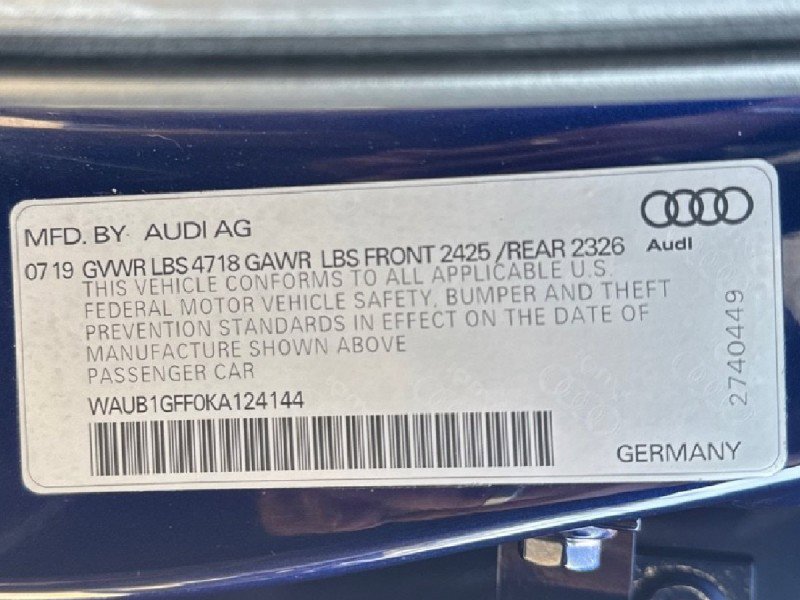 MFD. BY AUDI AG
Audi
07 19 GVWR LBS 4718 GAWR LBS FRONT 2425 /REAR 2326
THIS VEHICLE CONFORMS TO ALL APPLICABLE U.S.
FEDERAL MOTOR VEHICLE SAFETY, BUMPER AND THEFT
PREVENTION STANDARDS IN EFFECT ON THE DATE OF
MANUFACTURE SHOWN ABOVE
PASSENGER CAR
WAUB1GFF0KA124144
2740449
GERMANY